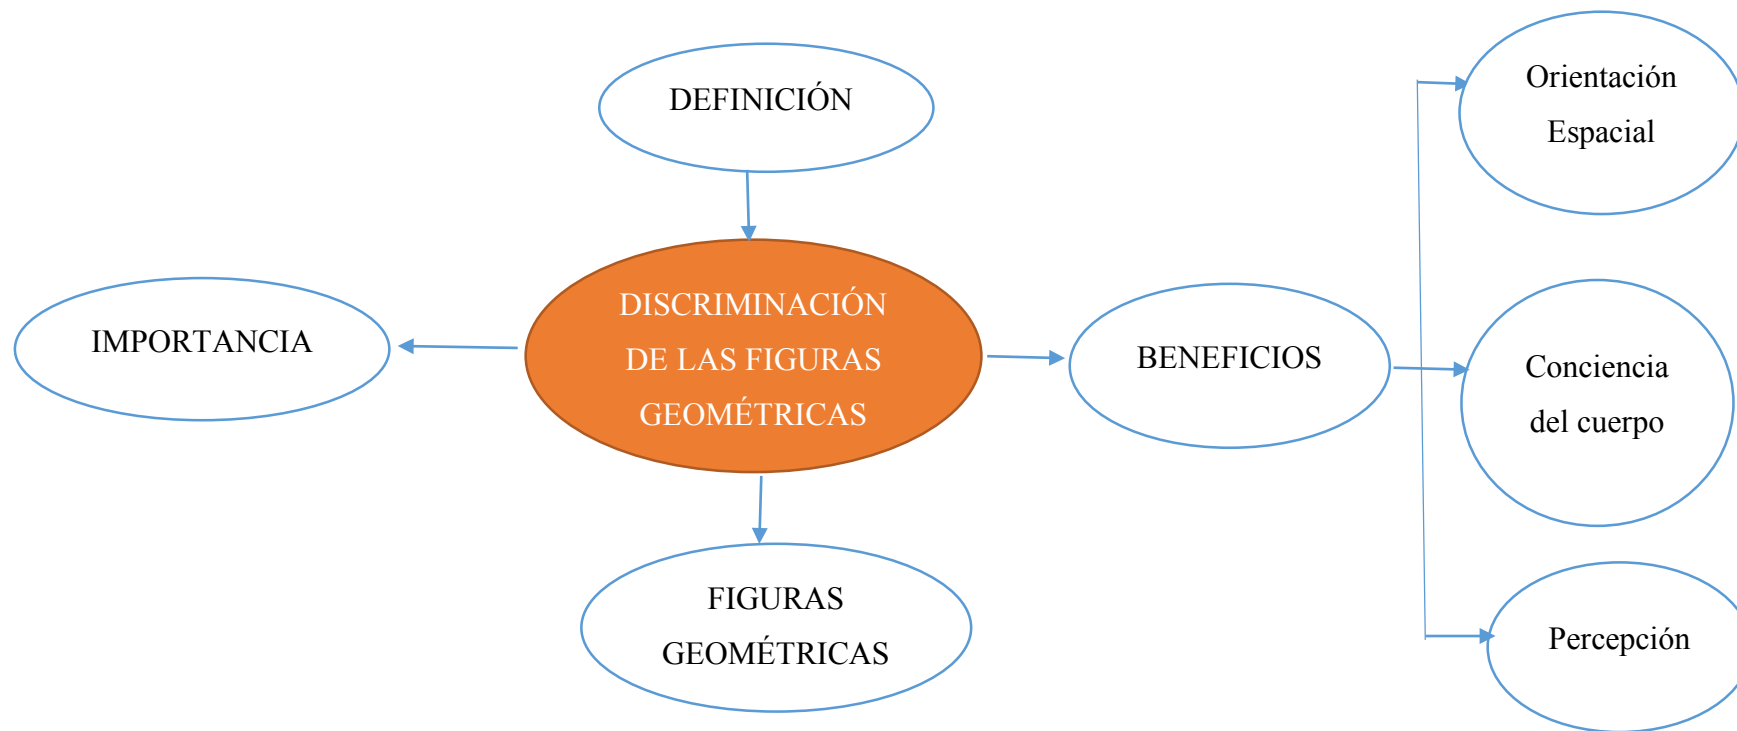 DEFINICIÓN
DISCRIMINACIÓN
DE LAS FIGURAS
GEOMÉTRICAS
IMPORTANCIA
BENEFICIOS
FIGURAS
GEOMÉTRICAS
Orientación
Espacial
Conciencia
del cuerpo
Percepción